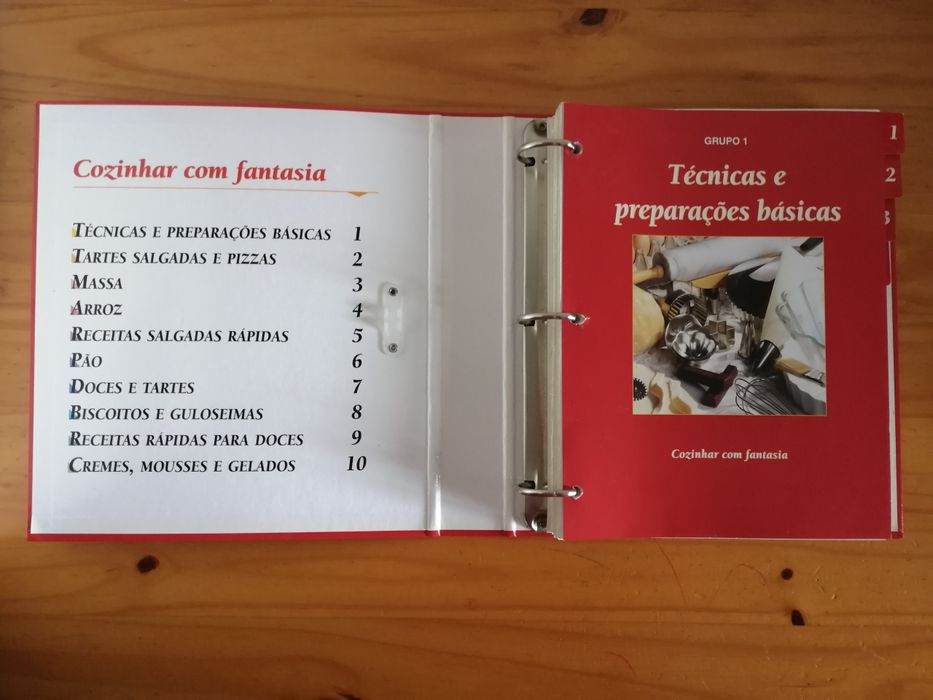 Cozinhar com fantasia
TÉCNICAS E PREPARAÇÕES BÁSICAS 1
TARTES SALGADAS E PIZZAS 2
MASSA 3
ARROZ 4
RECEITAS SALGADAS RÁPIDAS 5
PÃO 6
DOCES E TARTES 7
BISCOITOS E GULOSEIMAS 8
RECEITAS RÁPIDAS PARA DOCES 9
CREMES, MOUSSES E GELADOS 10
GRUPO 1
Técnicas e
preparações básicas
Cozinhar com fantasia
1
2
3